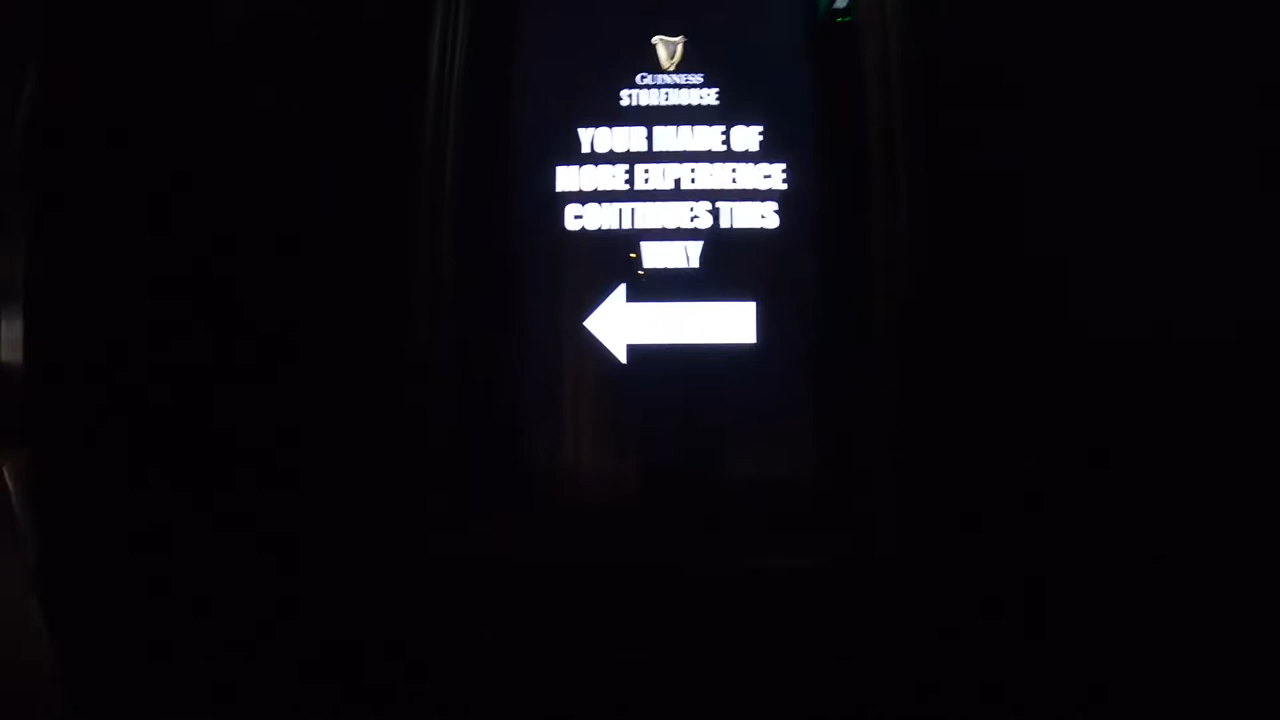 GUINNESS
STOREHOUSE
YOUR MADE OF
MORE EXPERIENCE
CONTINUES THIS
WAY